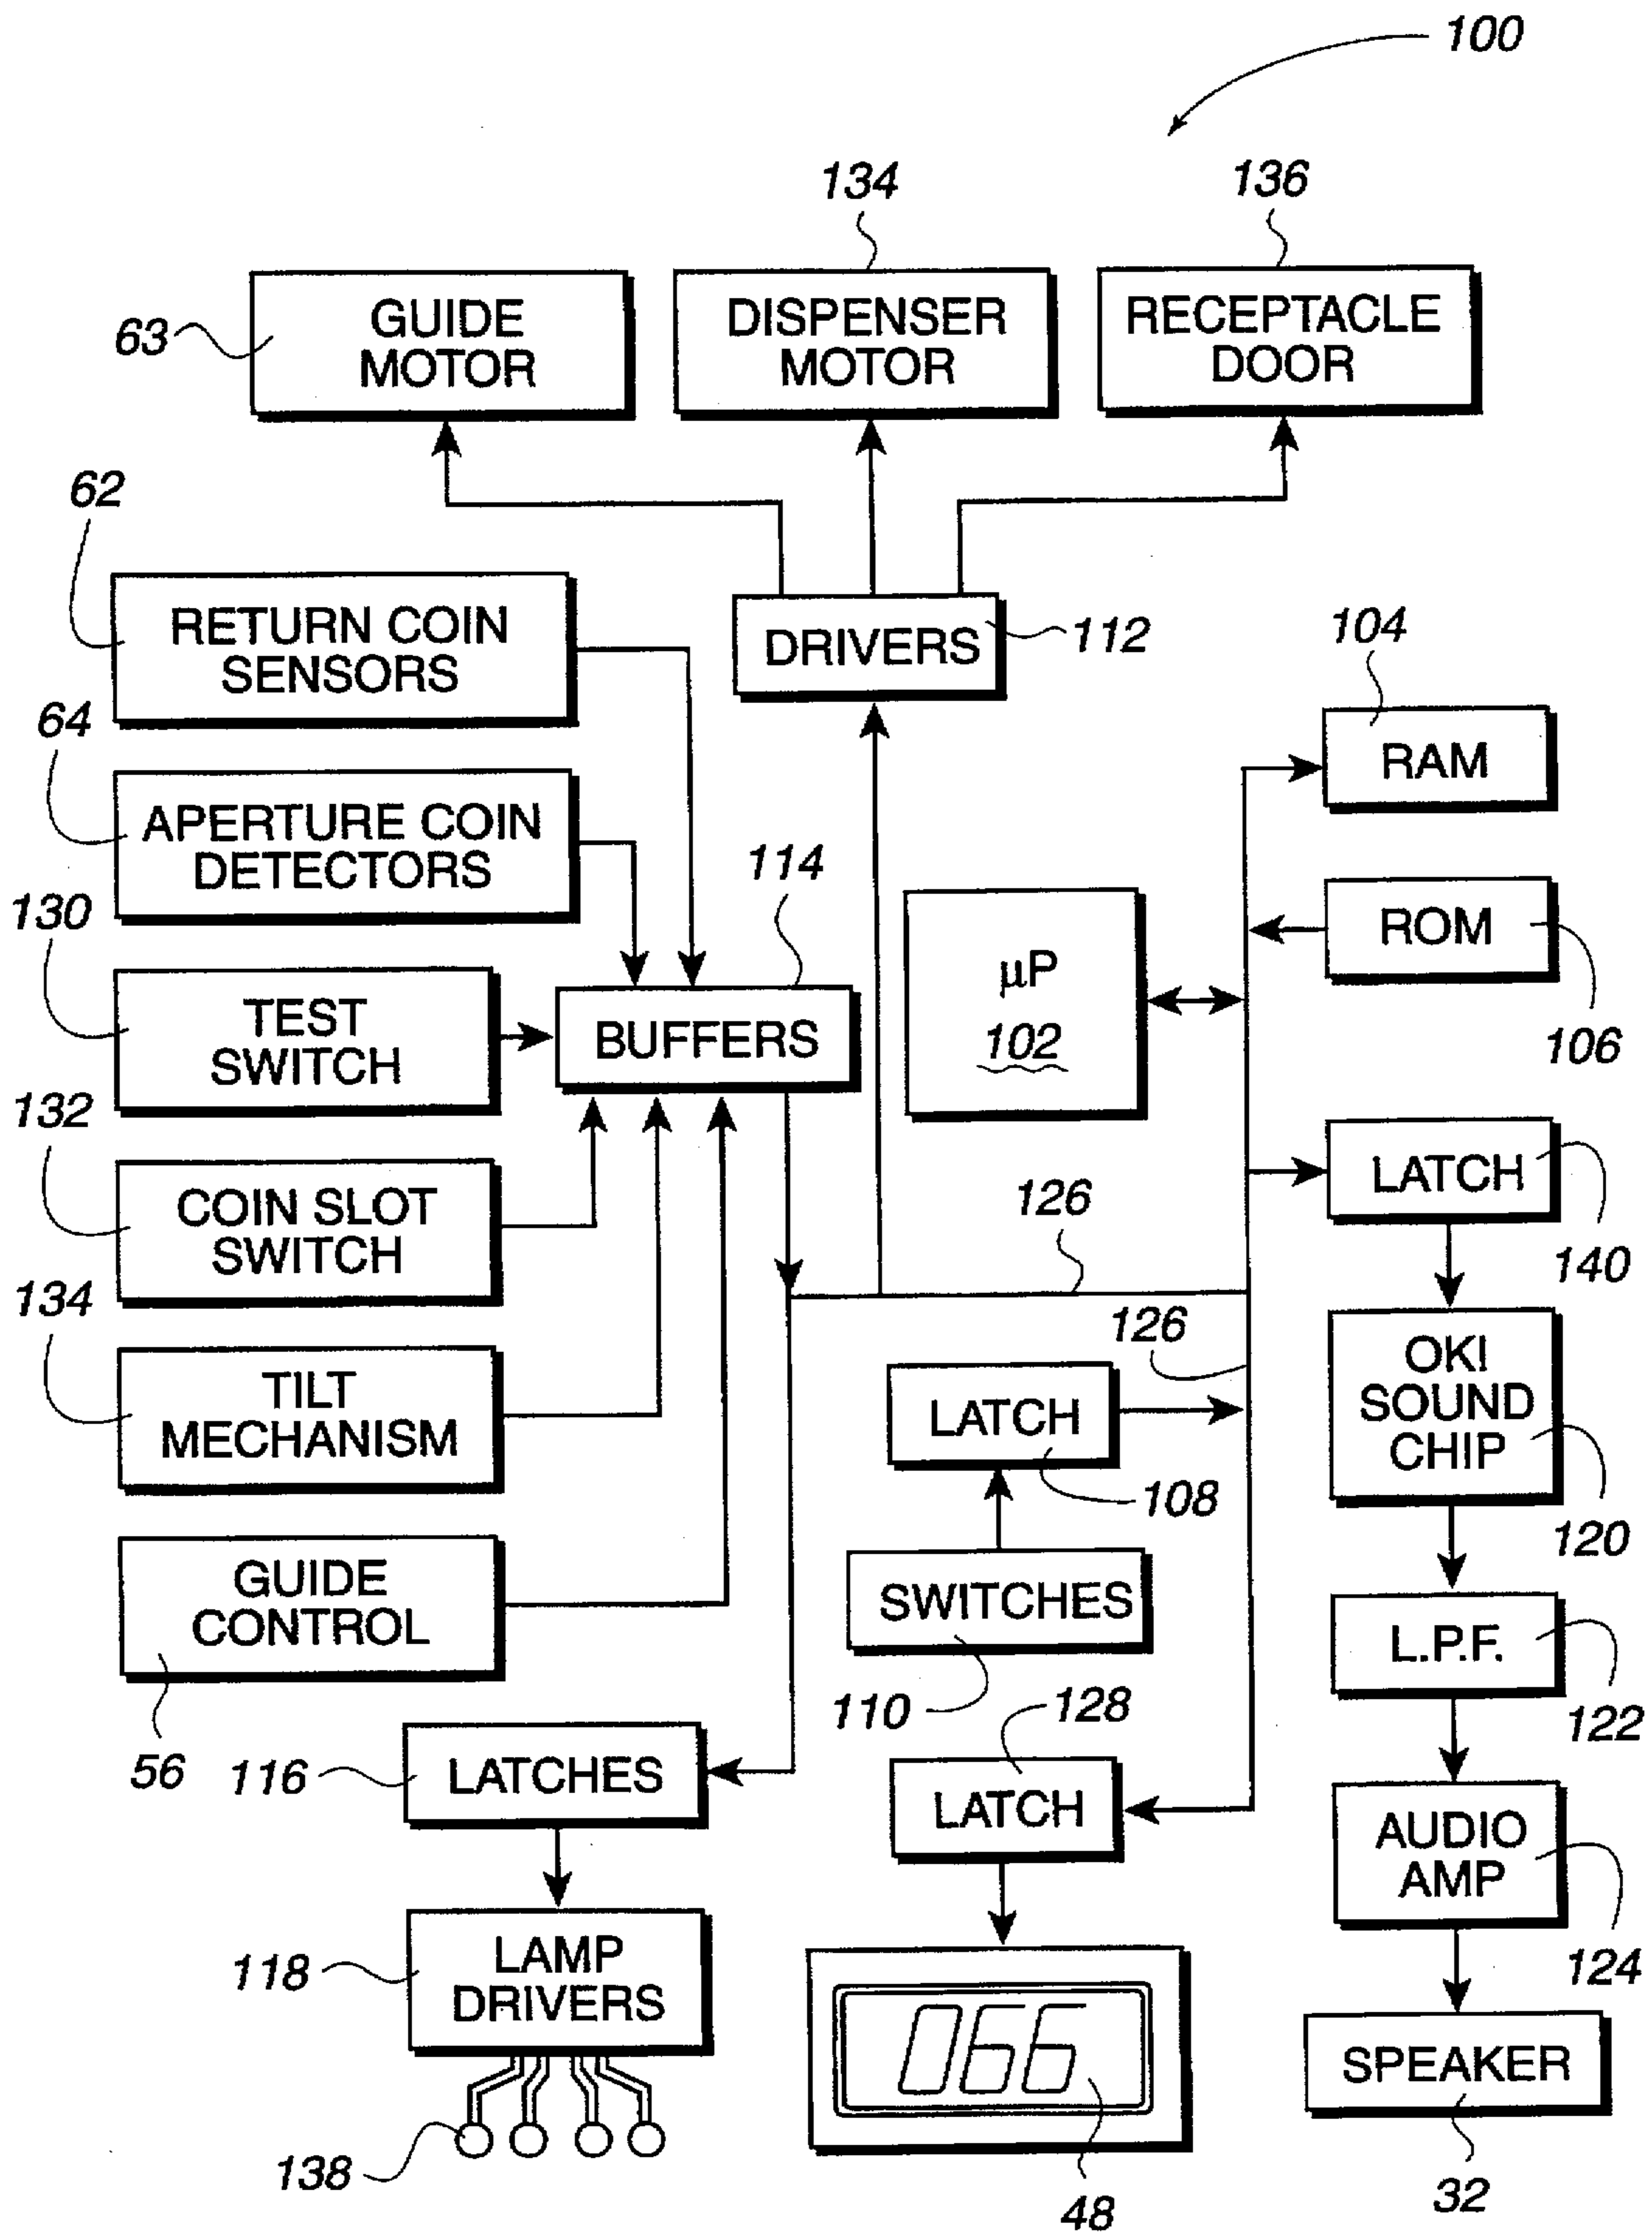 100
134
136
GUIDE
MOTOR
63
DISPENSER
MOTOR
RECEPTACLE
DOOR
62
RETURN COIN
SENSORS
DRIVERS
112
104
RAM
64
APERTURE COIN
DETECTORS
114
ROM
106
130
TEST
SWITCH
BUFFERS
µP
102
132
COIN SLOT
SWITCH
126
LATCH
140
134
TILT
MECHANISM
126
LATCH
108
OKI
SOUND
CHIP
120
GUIDE
CONTROL
56
SWITCHES
110
L.P.F.
122
116
LATCHES
128
LATCH
AUDIO
AMP
124
118
LAMP
DRIVERS
138
066
48
SPEAKER
32